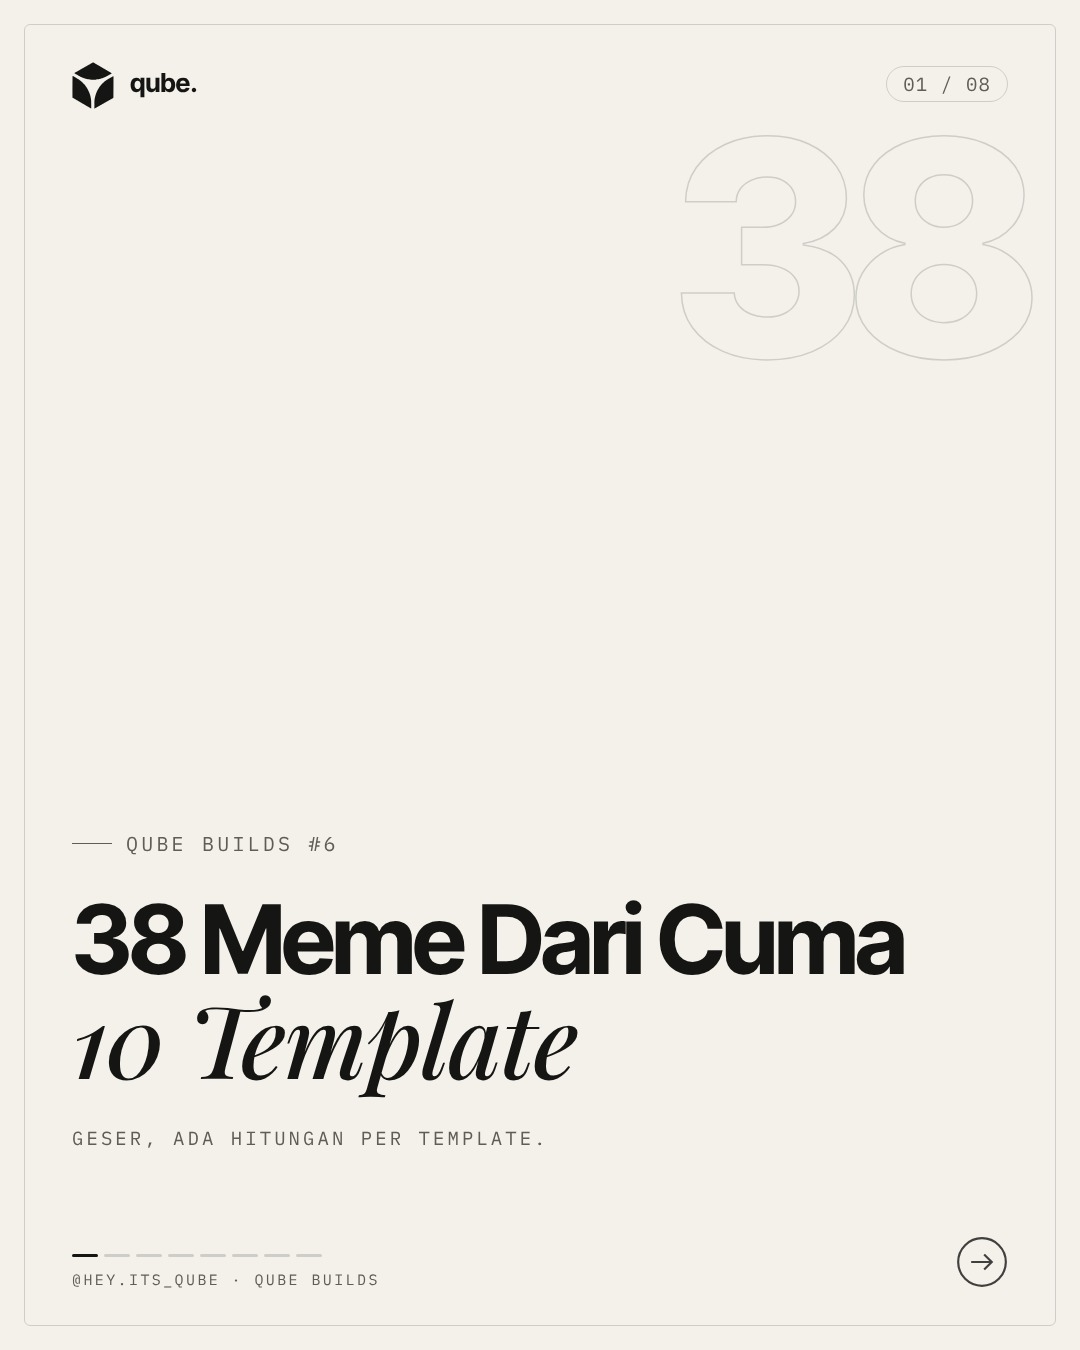 qube.
01 / 08
38
QUBE BUILDS #6
38 Meme Dari Cuma
10 Template
GESER, ADA HITUNGAN PER TEMPLATE.
@HEY.ITS_QUBE · QUBE BUILDS